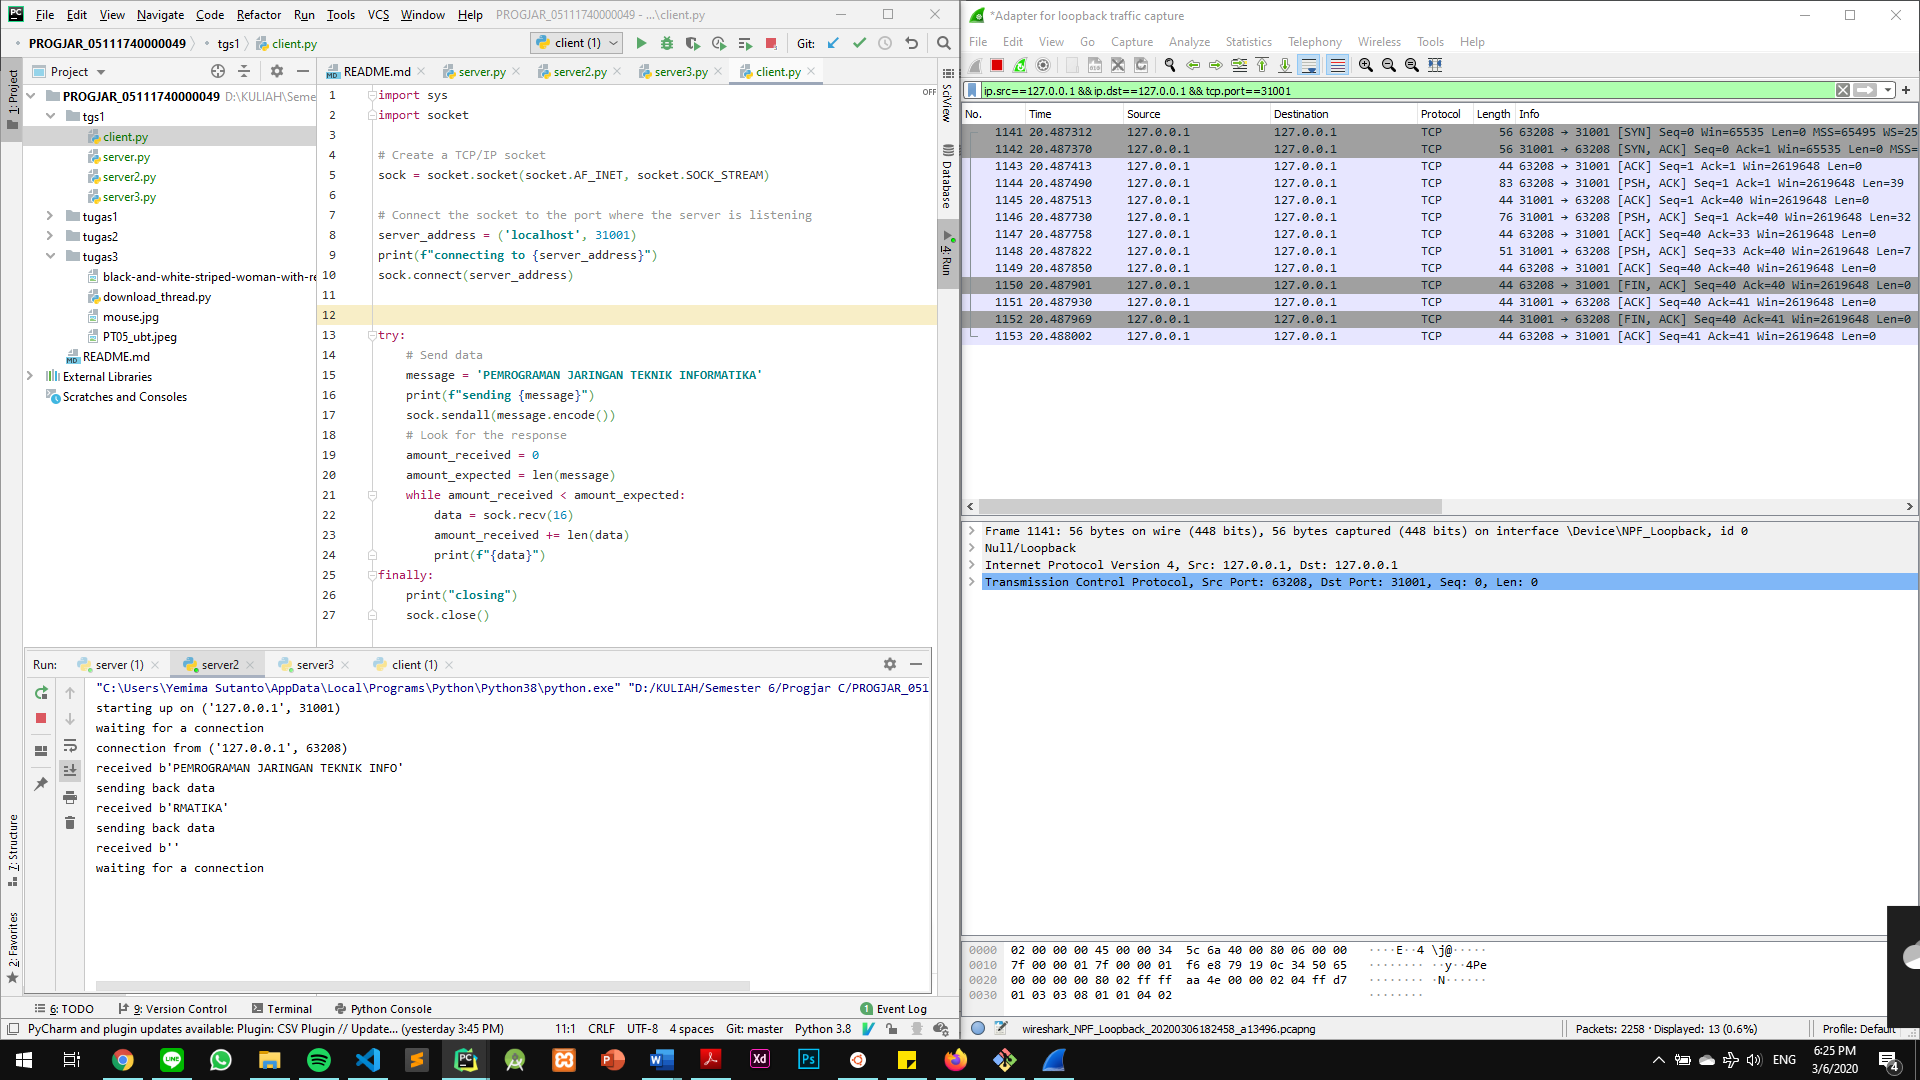 File Edit View Navigate Code Refactor Run Tools VCS Window Help PROGJAR_05111740000049 - ...\client.py
PROGJAR_05111740000049 tgs1 client.py
client (1) Git:
Project
README.md server.py server2.py server3.py client.py
PROGJAR_05111740000049 D:\KULIAH\Seme
tgs1
client.py
server.py
server2.py
server3.py
tugas1
tugas2
tugas3
black-and-white-striped-woman-with-re
download_thread.py
mouse.jpg
PT05_ubt.jpeg
README.md
External Libraries
Scratches and Consoles
1: Project
7: Structure
2: Favorites
OFF
SciView
Database
4: Run
1 import sys
2 import socket
3
4 # Create a TCP/IP socket
5 sock = socket.socket(socket.AF_INET, socket.SOCK_STREAM)
6
7 # Connect the socket to the port where the server is listening
8 server_address = ('localhost', 31001)
9 print(f"connecting to {server_address}")
10 sock.connect(server_address)
11
12
13 try:
14 # Send data
15 message = 'PEMROGRAMAN JARINGAN TEKNIK INFORMATIKA'
16 print(f"sending {message}")
17 sock.sendall(message.encode())
18 # Look for the response
19 amount_received = 0
20 amount_expected = len(message)
21 while amount_received < amount_expected:
22 data = sock.recv(16)
23 amount_received += len(data)
24 print(f"{data}")
25 finally:
26 print("closing")
27 sock.close()
Run: server (1) server2 server3 client (1)
"C:\Users\Yemima Sutanto\AppData\Local\Programs\Python\Python38\python.exe" "D:/KULIAH/Semester 6/Progjar C/PROGJAR_051
starting up on ('127.0.0.1', 31001)
waiting for a connection
connection from ('127.0.0.1', 63208)
received b'PEMROGRAMAN JARINGAN TEKNIK INFO'
sending back data
received b'RMATIKA'
sending back data
received b''
waiting for a connection
6: TODO 9: Version Control Terminal Python Console 1 Event Log
PyCharm and plugin updates available: Plugin: CSV Plugin // Update... (yesterday 3:45 PM) 11:1 CRLF UTF-8 4 spaces Git: master Python 3.8
*Adapter for loopback traffic capture
File Edit View Go Capture Analyze Statistics Telephony Wireless Tools Help
ip.src==127.0.0.1 && ip.dst==127.0.0.1 && tcp.port==31001
No. Time Source Destination Protocol Length Info
1141 20.487312 127.0.0.1 127.0.0.1 TCP 56 63208 → 31001 [SYN] Seq=0 Win=65535 Len=0 MSS=65495 WS=25
1142 20.487370 127.0.0.1 127.0.0.1 TCP 56 31001 → 63208 [SYN, ACK] Seq=0 Ack=1 Win=65535 Len=0 MSS=
1143 20.487413 127.0.0.1 127.0.0.1 TCP 44 63208 → 31001 [ACK] Seq=1 Ack=1 Win=2619648 Len=0
1144 20.487490 127.0.0.1 127.0.0.1 TCP 83 63208 → 31001 [PSH, ACK] Seq=1 Ack=1 Win=2619648 Len=39
1145 20.487513 127.0.0.1 127.0.0.1 TCP 44 31001 → 63208 [ACK] Seq=1 Ack=40 Win=2619648 Len=0
1146 20.487730 127.0.0.1 127.0.0.1 TCP 76 31001 → 63208 [PSH, ACK] Seq=1 Ack=40 Win=2619648 Len=32
1147 20.487758 127.0.0.1 127.0.0.1 TCP 44 63208 → 31001 [ACK] Seq=40 Ack=33 Win=2619648 Len=0
1148 20.487822 127.0.0.1 127.0.0.1 TCP 51 31001 → 63208 [PSH, ACK] Seq=33 Ack=40 Win=2619648 Len=7
1149 20.487850 127.0.0.1 127.0.0.1 TCP 44 63208 → 31001 [ACK] Seq=40 Ack=40 Win=2619648 Len=0
1150 20.487901 127.0.0.1 127.0.0.1 TCP 44 63208 → 31001 [FIN, ACK] Seq=40 Ack=40 Win=2619648 Len=0
1151 20.487930 127.0.0.1 127.0.0.1 TCP 44 31001 → 63208 [ACK] Seq=40 Ack=41 Win=2619648 Len=0
1152 20.487969 127.0.0.1 127.0.0.1 TCP 44 31001 → 63208 [FIN, ACK] Seq=40 Ack=41 Win=2619648 Len=0
1153 20.488002 127.0.0.1 127.0.0.1 TCP 44 63208 → 31001 [ACK] Seq=41 Ack=41 Win=2619648 Len=0
Frame 1141: 56 bytes on wire (448 bits), 56 bytes captured (448 bits) on interface \Device\NPF_Loopback, id 0
Null/Loopback
Internet Protocol Version 4, Src: 127.0.0.1, Dst: 127.0.0.1
Transmission Control Protocol, Src Port: 63208, Dst Port: 31001, Seq: 0, Len: 0
0000 02 00 00 00 45 00 00 34 5c 6a 40 00 80 06 00 00 ····E··4 \j@·····
0010 7f 00 00 01 7f 00 00 01 f6 e8 79 19 0c 34 50 65 ········ ··y··4Pe
0020 00 00 00 00 80 02 ff ff aa 4e 00 00 02 04 ff d7 ········ ·N······
0030 01 03 03 08 01 01 04 02 ········
wireshark_NPF_Loopback_20200306182458_a13496.pcapng Packets: 2258 · Displayed: 13 (0.6%) Profile: Default
ENG 6:25 PM
3/6/2020
4